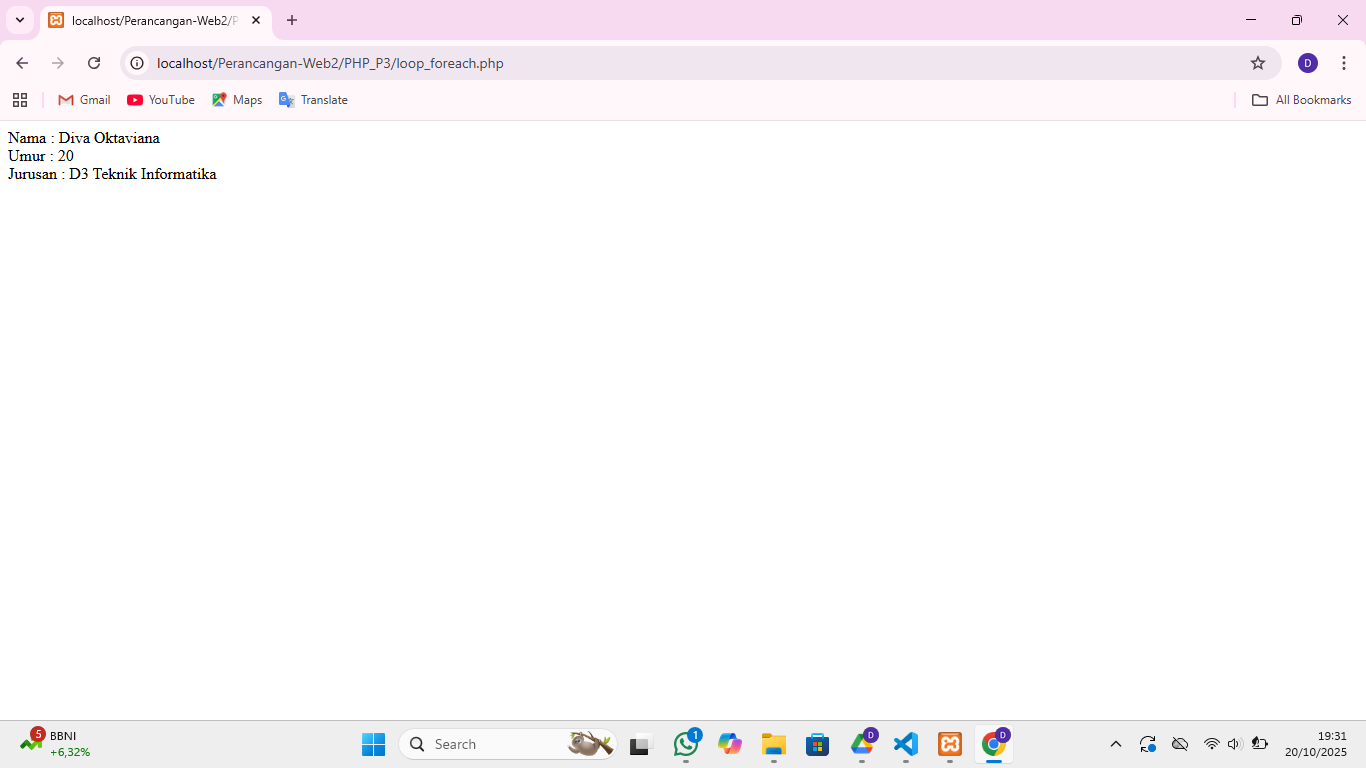 localhost/Perancangan-Web2/P
localhost/Perancangan-Web2/PHP_P3/loop_foreach.php
D
Gmail
YouTube
Maps
Translate
All Bookmarks
Nama : Diva Oktaviana
Umur : 20
Jurusan : D3 Teknik Informatika
5
BBNI
+6,32%
Search
1
D
D
19:31
20/10/2025